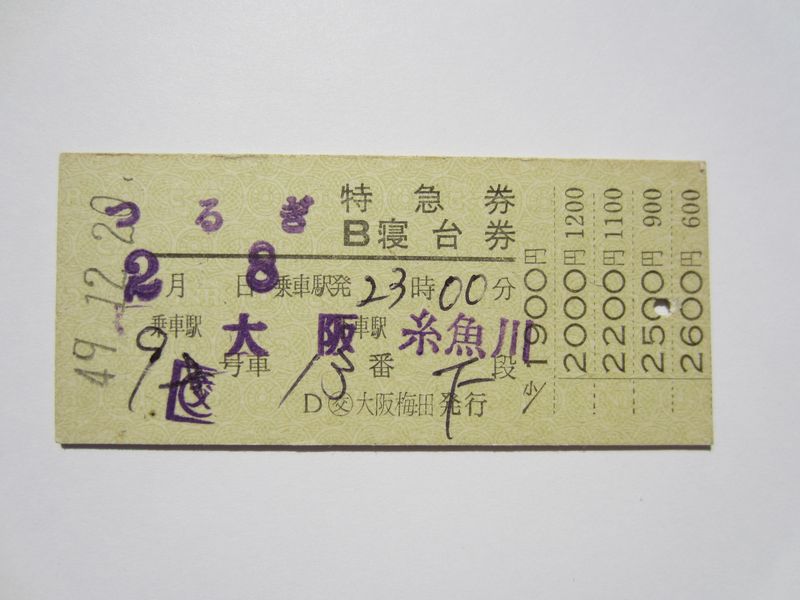 つるぎ 特急券
B寝台券
49.12.20
2月8日 乗車駅発 23時00分
乗車駅 大阪 車駅 糸魚川
9号車 13番 下段
D 交 大阪梅田発行
小 1900円
2000円 1200
2200円 1100
2500円 900
2600円 600